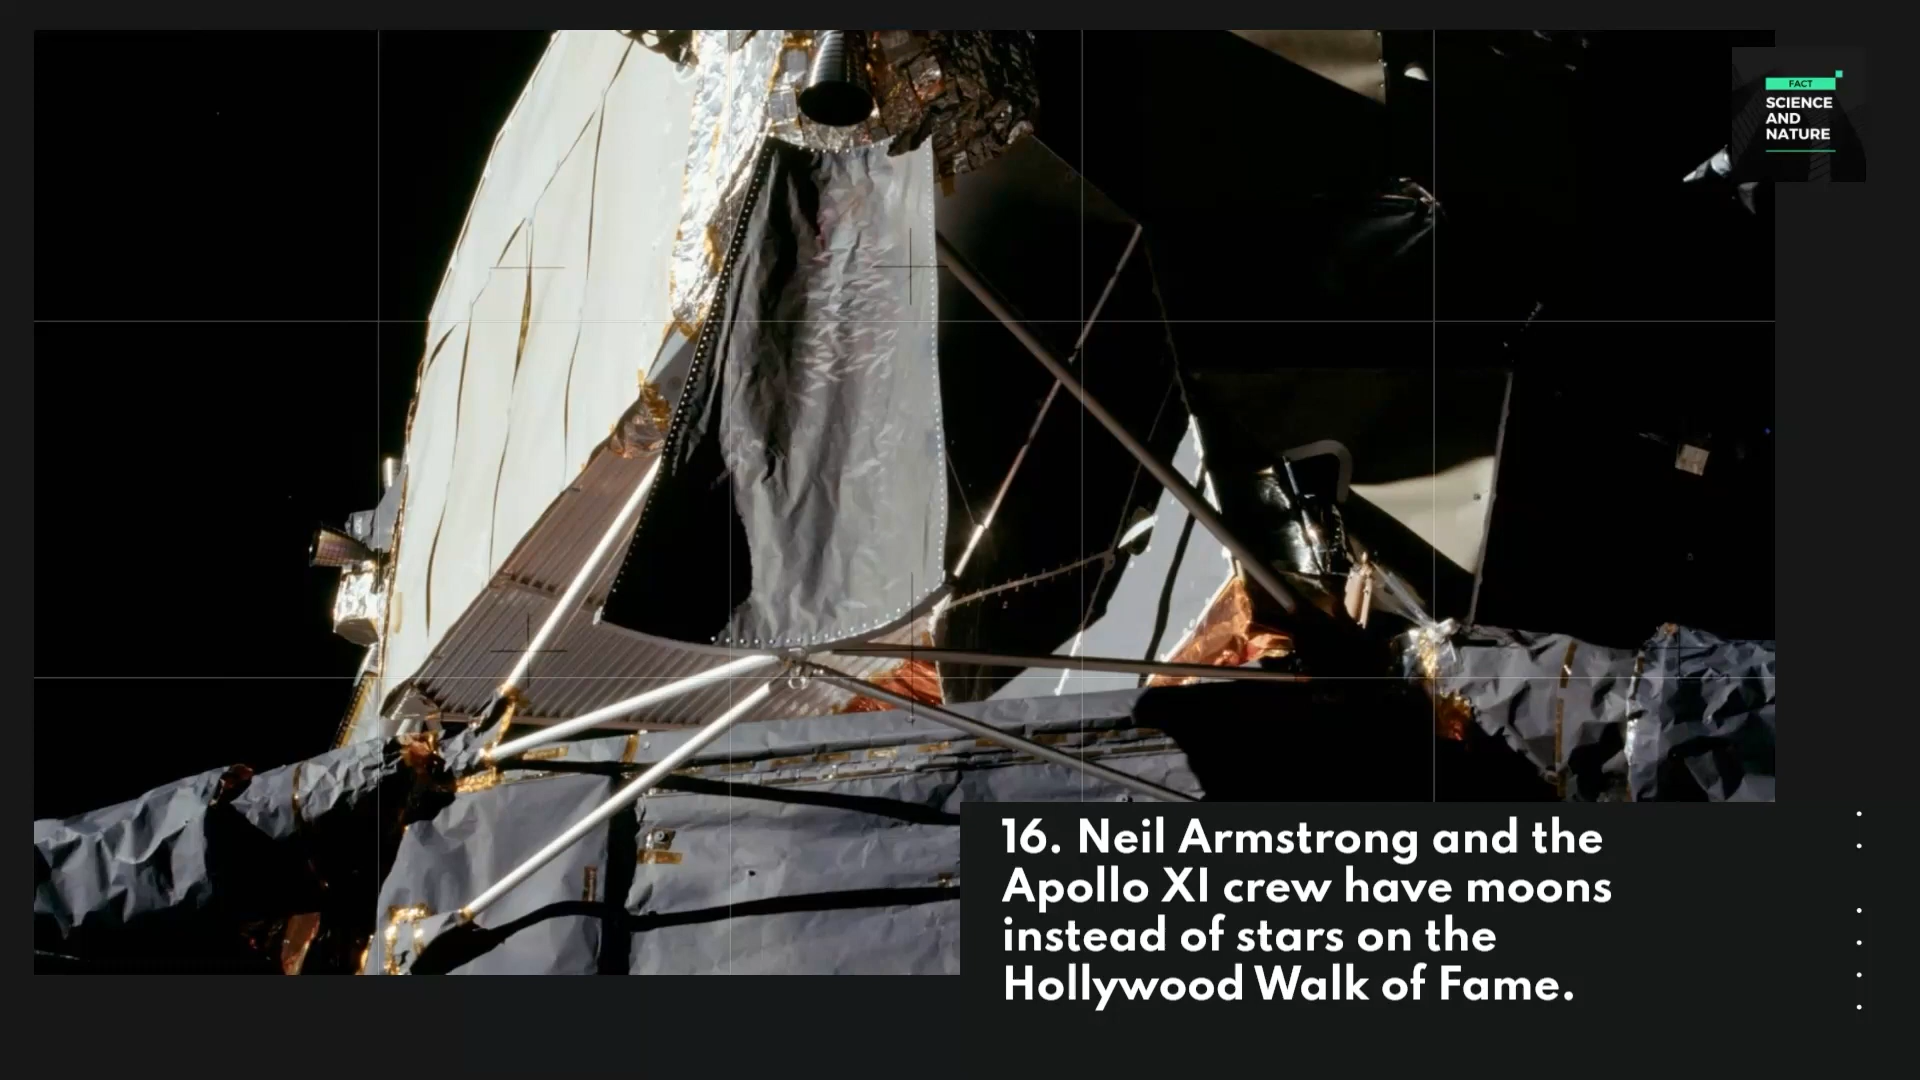 FACT
SCIENCE
AND
NATURE
16. Neil Armstrong and the
Apollo XI crew have moons
instead of stars on the
Hollywood Walk of Fame.